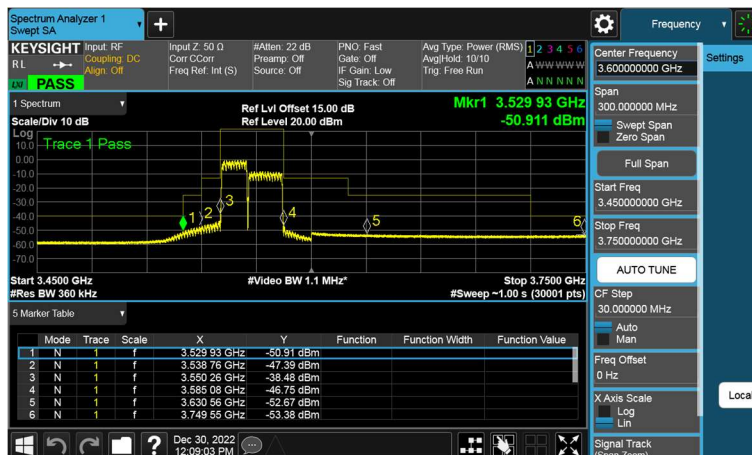 Spectrum Analyzer 1
Swept SA
+
Frequency
KEYSIGHT
RL
LXI PASS
Input: RF
Coupling: DC
Align: Off
Input Z: 50 Ω
Corr CCorr
Freq Ref: Int (S)
#Atten: 22 dB
Preamp: Off
Source: Off
PNO: Fast
Gate: Off
IF Gain: Low
Sig Track: Off
Avg Type: Power (RMS)
Avg|Hold: 10/10
Trig: Free Run
1 2 3 4 5 6
A W W W W W
A N N N N N
1 Spectrum
Scale/Div 10 dB
Ref Lvl Offset 15.00 dB
Ref Level 20.00 dBm
Mkr1 3.529 93 GHz
-50.911 dBm
Log
Trace 1 Pass
10.0
0.00
-10.0
-20.0
-30.0
-40.0
-50.0
-60.0
-70.0
1
2
3
4
5
6
Start 3.4500 GHz
#Res BW 360 kHz
#Video BW 1.1 MHz*
Stop 3.7500 GHz
#Sweep ~1.00 s (30001 pts)
5 Marker Table
Mode Trace Scale X Y Function Function Width Function Value
1 N 1 f 3.529 93 GHz -50.91 dBm
2 N 1 f 3.538 76 GHz -47.39 dBm
3 N 1 f 3.550 26 GHz -38.48 dBm
4 N 1 f 3.585 08 GHz -46.75 dBm
5 N 1 f 3.630 56 GHz -52.67 dBm
6 N 1 f 3.749 55 GHz -53.38 dBm
?
Dec 30, 2022
12:09:03 PM
Center Frequency
3.600000000 GHz
Settings
Span
300.000000 MHz
Swept Span
Zero Span
Full Span
Start Freq
3.450000000 GHz
Stop Freq
3.750000000 GHz
AUTO TUNE
CF Step
30.000000 MHz
Auto
Man
Freq Offset
0 Hz
X Axis Scale
Log
Lin
Local
Signal Track
(Span Zoom)